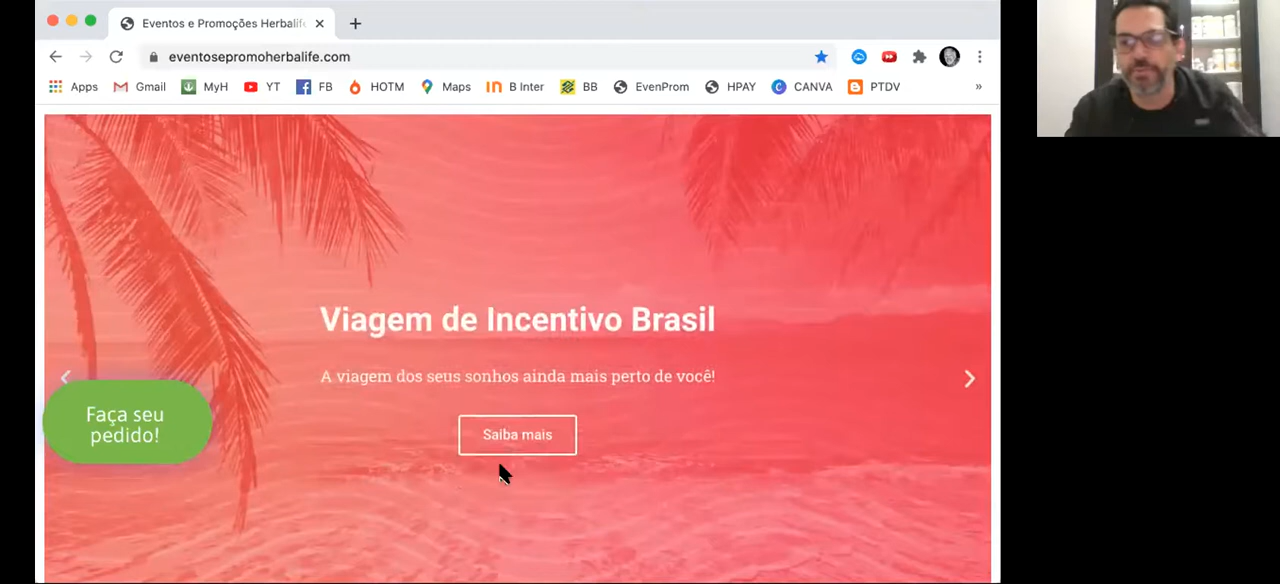 Eventos e Promoções Herbalife
eventosepromoherbalife.com
Apps Gmail MyH YT FB HOTM Maps B Inter BB EvenProm HPAY CANVA PTDV »
Viagem de Incentivo Brasil
A viagem dos seus sonhos ainda mais perto de você!
Faça seu
pedido!
Saiba mais